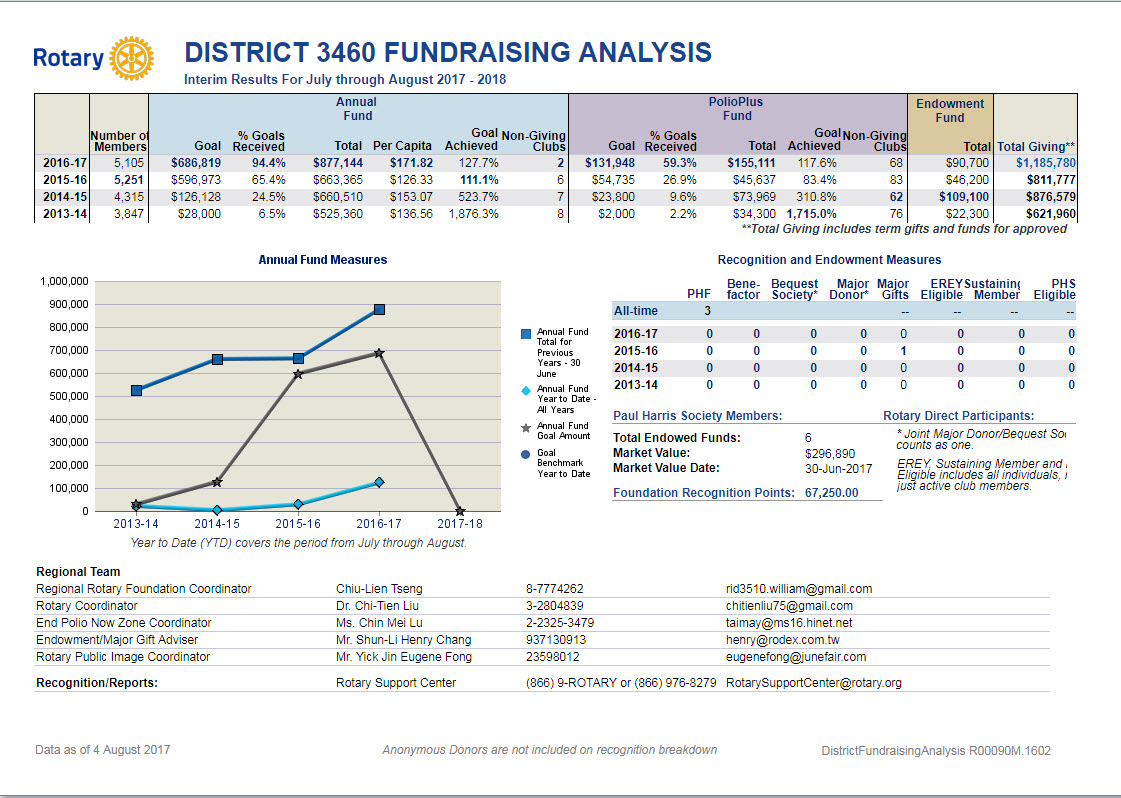 Rotary
DISTRICT 3460 FUNDRAISING ANALYSIS
Interim Results For July through August 2017 - 2018
Annual Fund
PolioPlus Fund
Endowment Fund
Number of Members Goal % Goals Received Total Per Capita Goal Achieved Non-Giving Clubs Goal % Goals Received Total Goal Achieved Non-Giving Clubs Total Total Giving**
2016-17 5,105 $686,819 94.4% $877,144 $171.82 127.7% 2 $131,948 59.3% $155,111 117.6% 68 $90,700 $1,185,780
2015-16 5,251 $596,973 65.4% $663,365 $126.33 111.1% 6 $54,735 26.9% $45,637 83.4% 83 $46,200 $811,777
2014-15 4,315 $126,128 24.5% $660,510 $153.07 523.7% 7 $23,800 9.6% $73,969 310.8% 62 $109,100 $876,579
2013-14 3,847 $28,000 6.5% $525,360 $136.56 1,876.3% 8 $2,000 2.2% $34,300 1,715.0% 76 $22,300 $621,960
**Total Giving includes term gifts and funds for approved
Annual Fund Measures
1,000,000
900,000
800,000
700,000
600,000
500,000
400,000
300,000
200,000
100,000
0
2013-14 2014-15 2015-16 2016-17 2017-18
Year to Date (YTD) covers the period from July through August.
Annual Fund
Total for
Previous
Years - 30
June
Annual Fund
Year to Date -
All Years
Annual Fund
Goal Amount
Goal
Benchmark
Year to Date
Recognition and Endowment Measures
PHF Bene-factor Bequest Society* Major Donor* Major Gifts EREY Eligible Sustaining Member PHS Eligible
All-time 3 -- -- -- --
2016-17 0 0 0 0 0 0 0 0
2015-16 0 0 0 0 1 0 0 0
2014-15 0 0 0 0 0 0 0 0
2013-14 0 0 0 0 0 0 0 0
Paul Harris Society Members:
Total Endowed Funds: 6
Market Value: $296,890
Market Value Date: 30-Jun-2017
Foundation Recognition Points: 67,250.00
Rotary Direct Participants:
* Joint Major Donor/Bequest So
counts as one.
EREY, Sustaining Member and
Eligible includes all individuals,
just active club members.
Regional Team
Regional Rotary Foundation Coordinator Chiu-Lien Tseng 8-7774262 rid3510.william@gmail.com
Rotary Coordinator Dr. Chi-Tien Liu 3-2804839 chitienliu75@gmail.com
End Polio Now Zone Coordinator Ms. Chin Mei Lu 2-2325-3479 taimay@ms16.hinet.net
Endowment/Major Gift Adviser Mr. Shun-Li Henry Chang 937130913 henry@rodex.com.tw
Rotary Public Image Coordinator Mr. Yick Jin Eugene Fong 23598012 eugenefong@junefair.com
Recognition/Reports: Rotary Support Center (866) 9-ROTARY or (866) 976-8279 RotarySupportCenter@rotary.org
Data as of 4 August 2017
Anonymous Donors are not included on recognition breakdown
DistrictFundraisingAnalysis R00090M.1602